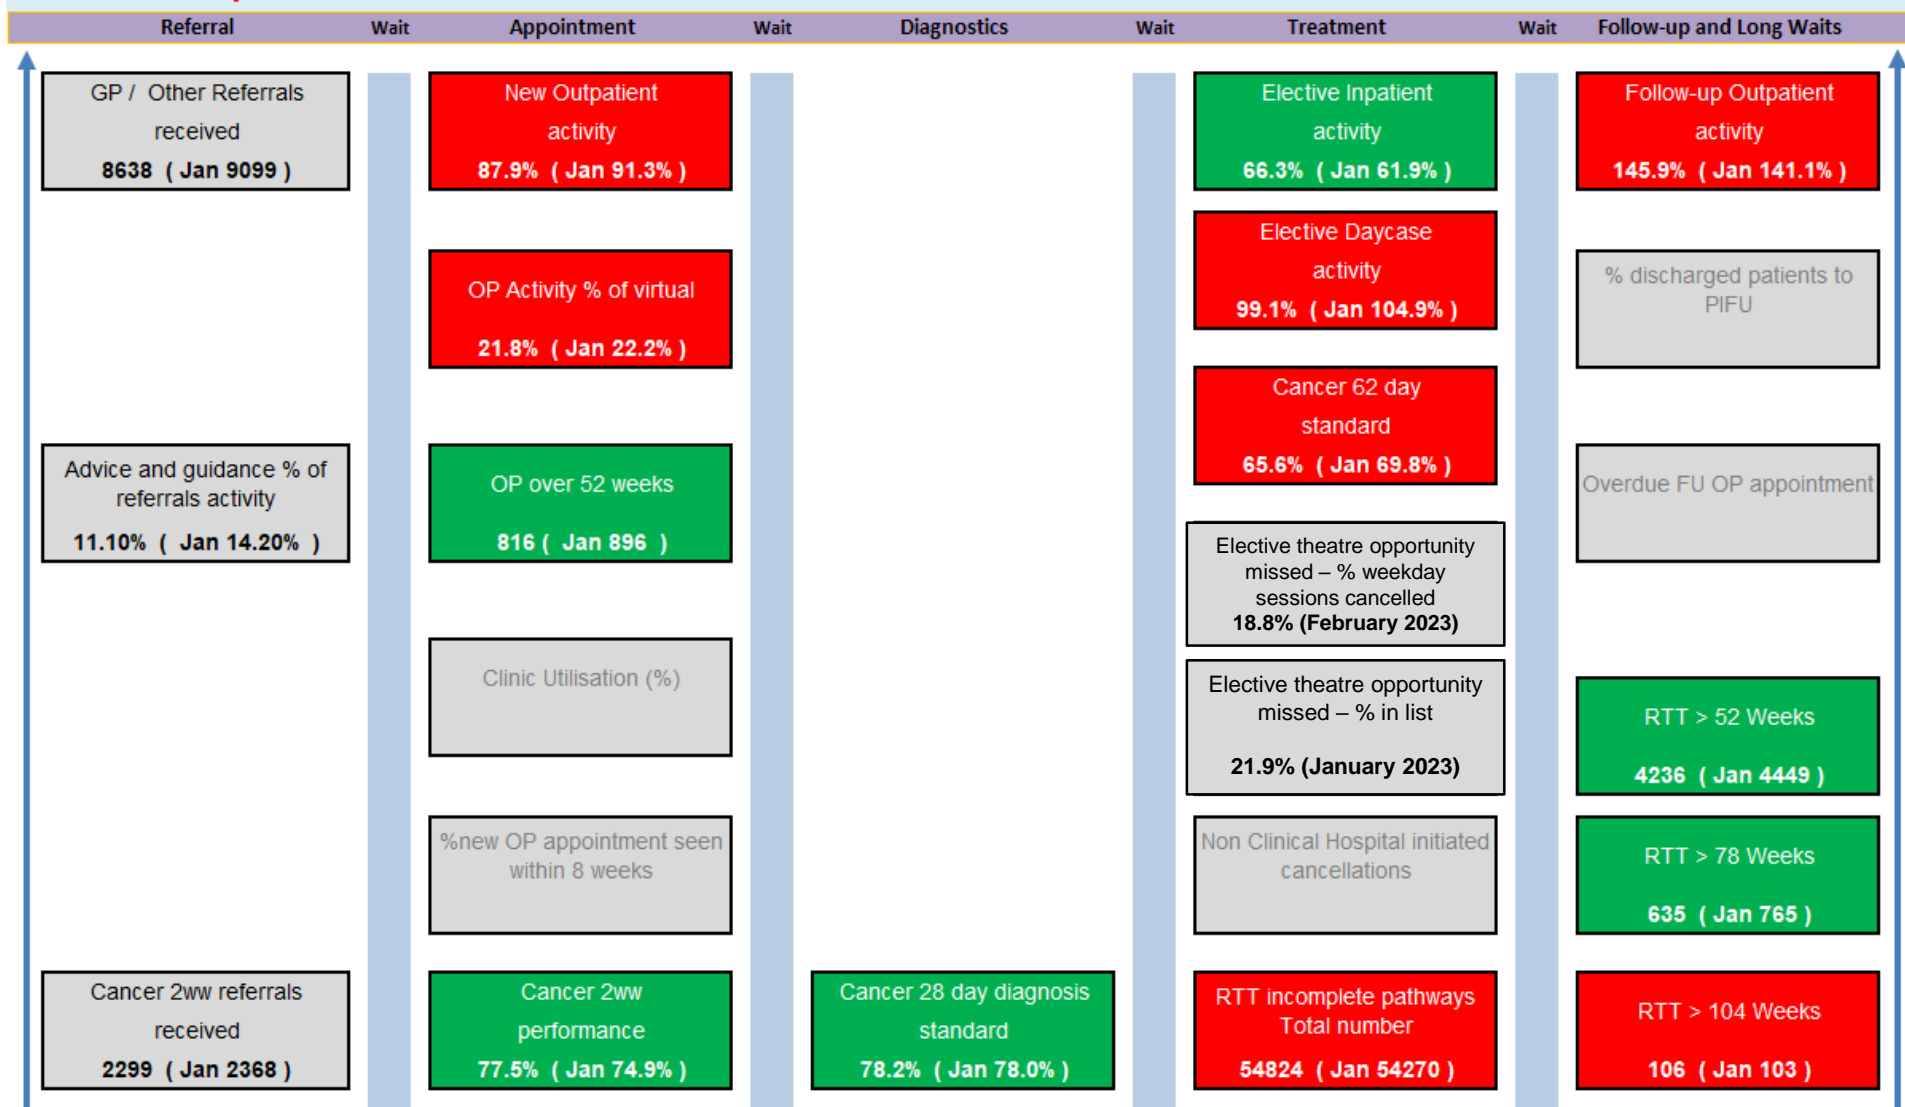 Referral
Wait
Appointment
Wait
Diagnostics
Wait
Treatment
Wait
Follow-up and Long Waits
GP / Other Referrals
received
8638 ( Jan 9099 )
Advice and guidance % of
referrals activity
11.10% ( Jan 14.20% )
Cancer 2ww referrals
received
2299 ( Jan 2368 )
New Outpatient
activity
87.9% ( Jan 91.3% )
OP Activity % of virtual
21.8% ( Jan 22.2% )
OP over 52 weeks
816 ( Jan 896 )
Clinic Utilisation (%)
%new OP appointment seen
within 8 weeks
Cancer 2ww
performance
77.5% ( Jan 74.9% )
Cancer 28 day diagnosis
standard
78.2% ( Jan 78.0% )
Elective Inpatient
activity
66.3% ( Jan 61.9% )
Elective Daycase
activity
99.1% ( Jan 104.9% )
Cancer 62 day
standard
65.6% ( Jan 69.8% )
Elective theatre opportunity
missed – % weekday
sessions cancelled
18.8% (February 2023)
Elective theatre opportunity
missed – % in list
21.9% (January 2023)
Non Clinical Hospital initiated
cancellations
RTT incomplete pathways
Total number
54824 ( Jan 54270 )
Follow-up Outpatient
activity
145.9% ( Jan 141.1% )
% discharged patients to
PIFU
Overdue FU OP appointment
RTT > 52 Weeks
4236 ( Jan 4449 )
RTT > 78 Weeks
635 ( Jan 765 )
RTT > 104 Weeks
106 ( Jan 103 )